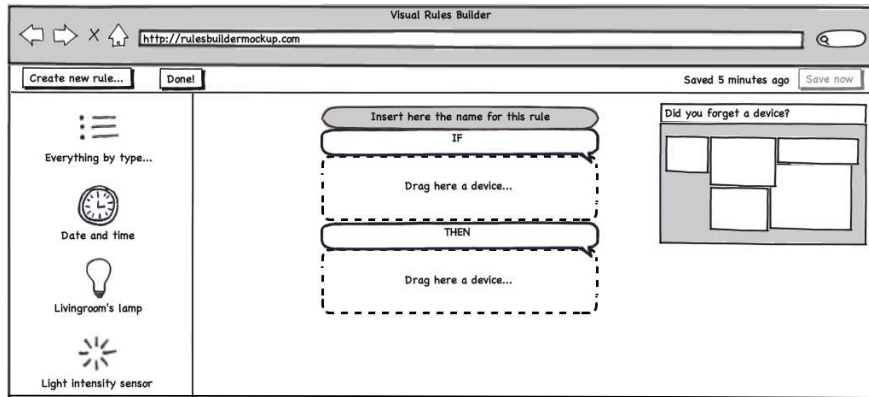 Visual Rules Builder
http://rulesbuildermockup.com
Create new rule...
Done!
Saved 5 minutes ago
Save now
Everything by type...
Date and time
Livingroom's lamp
Light intensity sensor
Insert here the name for this rule
IF
Drag here a device...
THEN
Drag here a device...
Did you forget a device?